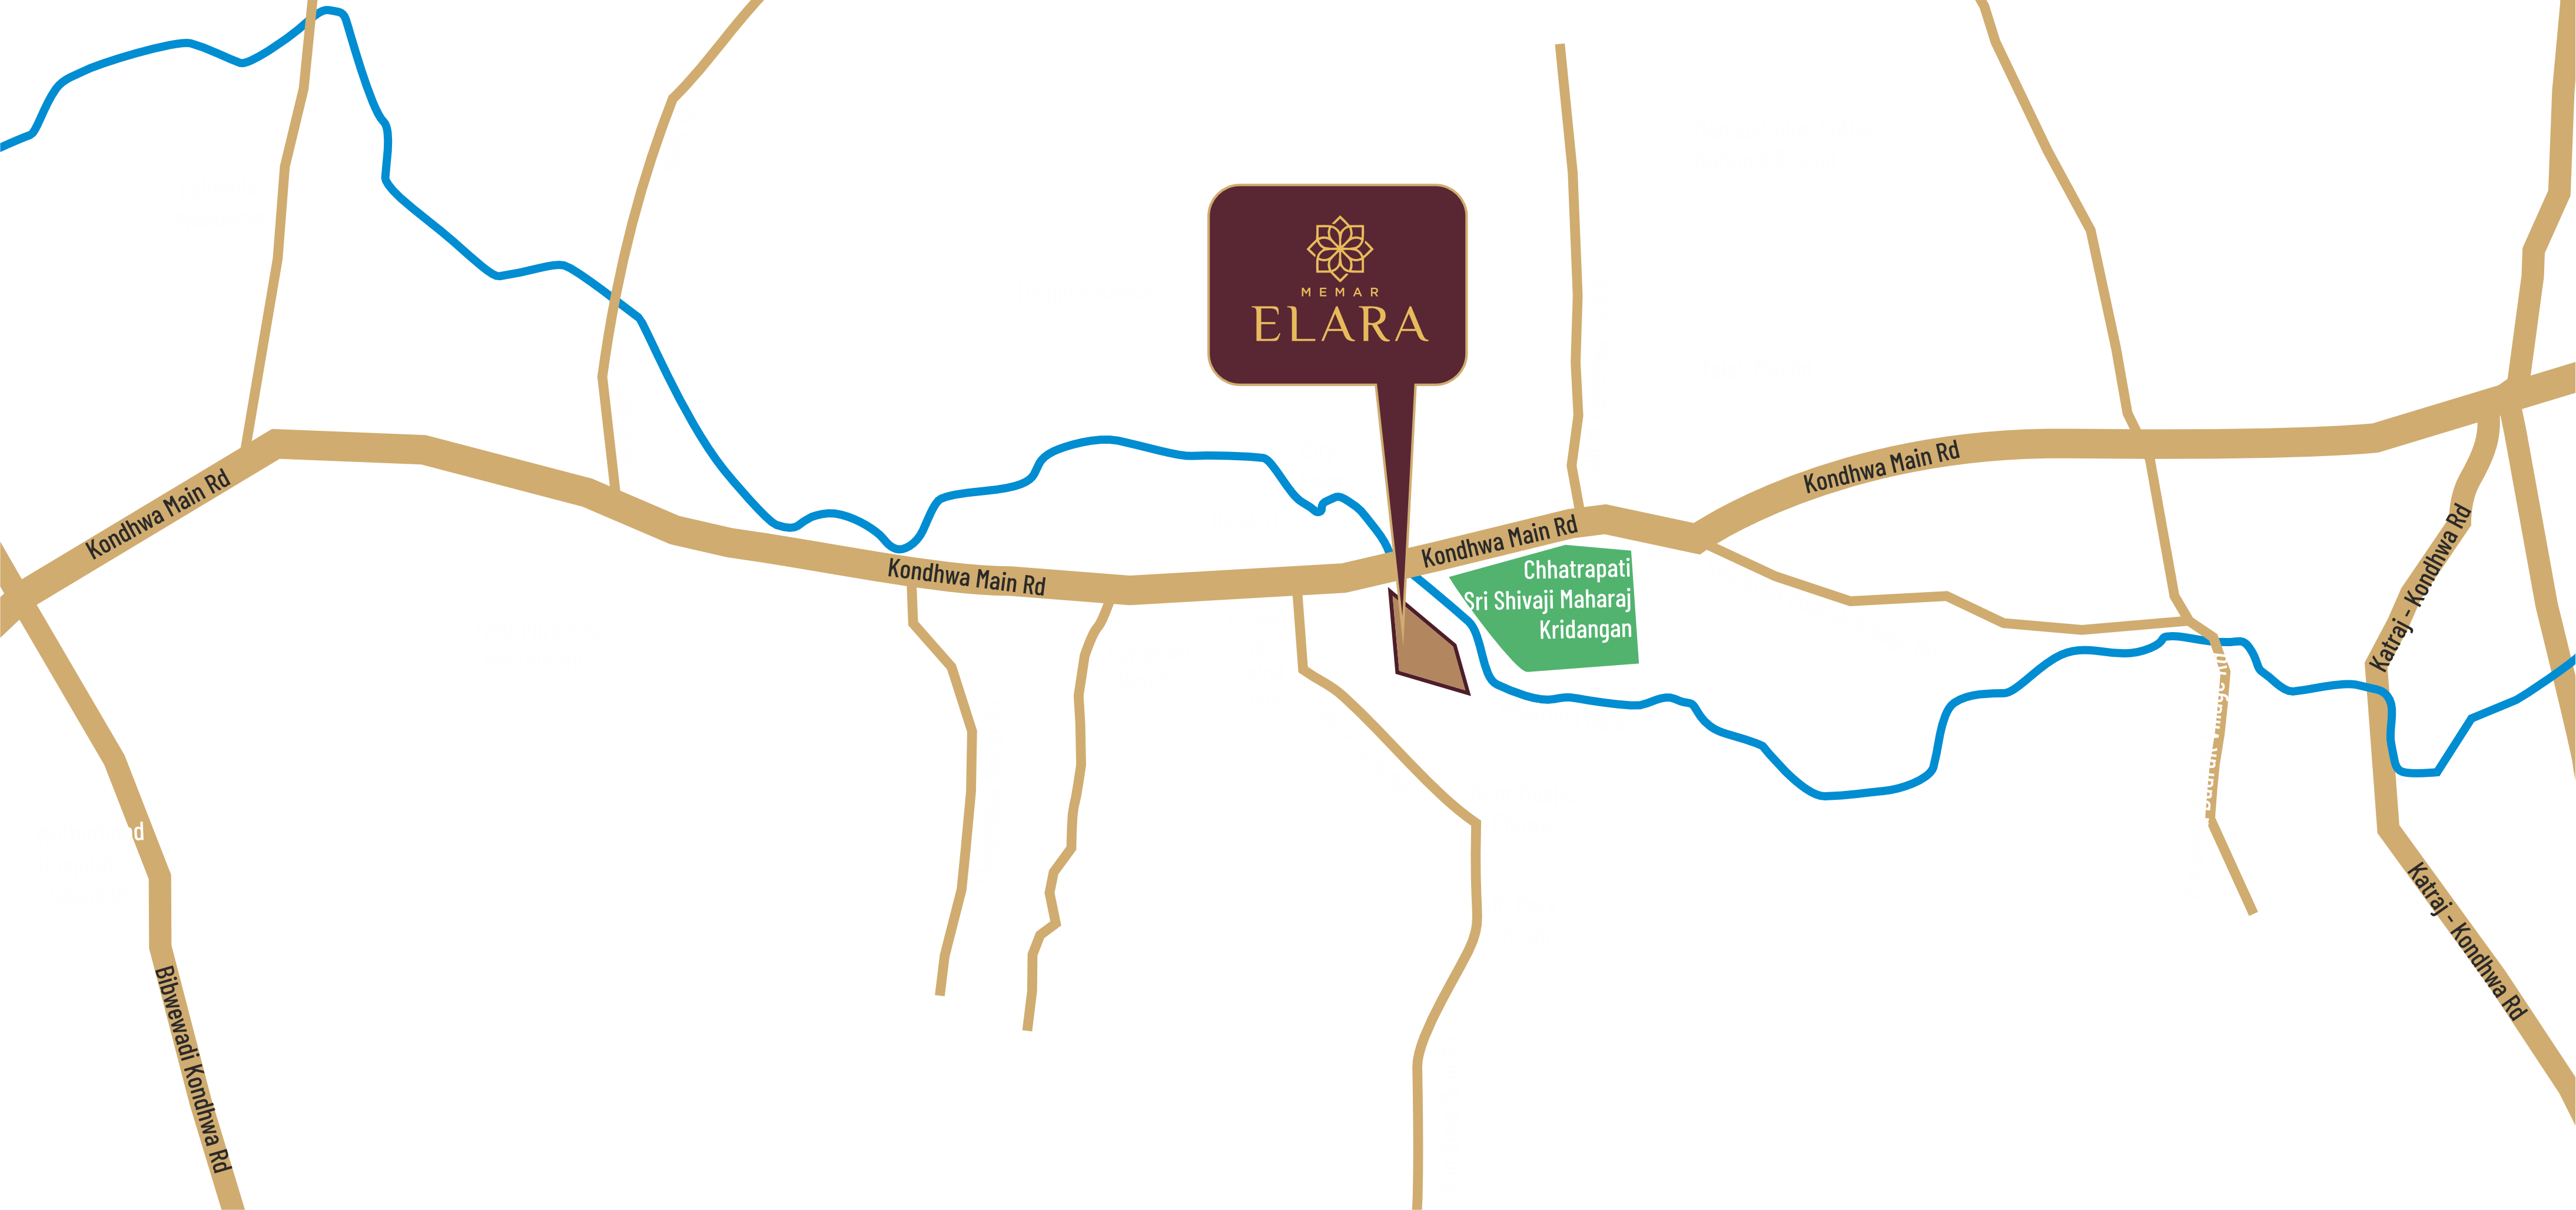 MEMAR
ELARA
Kondhwa Main Rd
Kondhwa Main Rd
Kondhwa Main Rd
Kondhwa Main Rd
Chhatrapati
Sri Shivaji Maharaj
Kridangan
Katraj - Kondhwa Rd
Katraj - Kondhwa Rd
Bibwewadi Kondhwa Rd